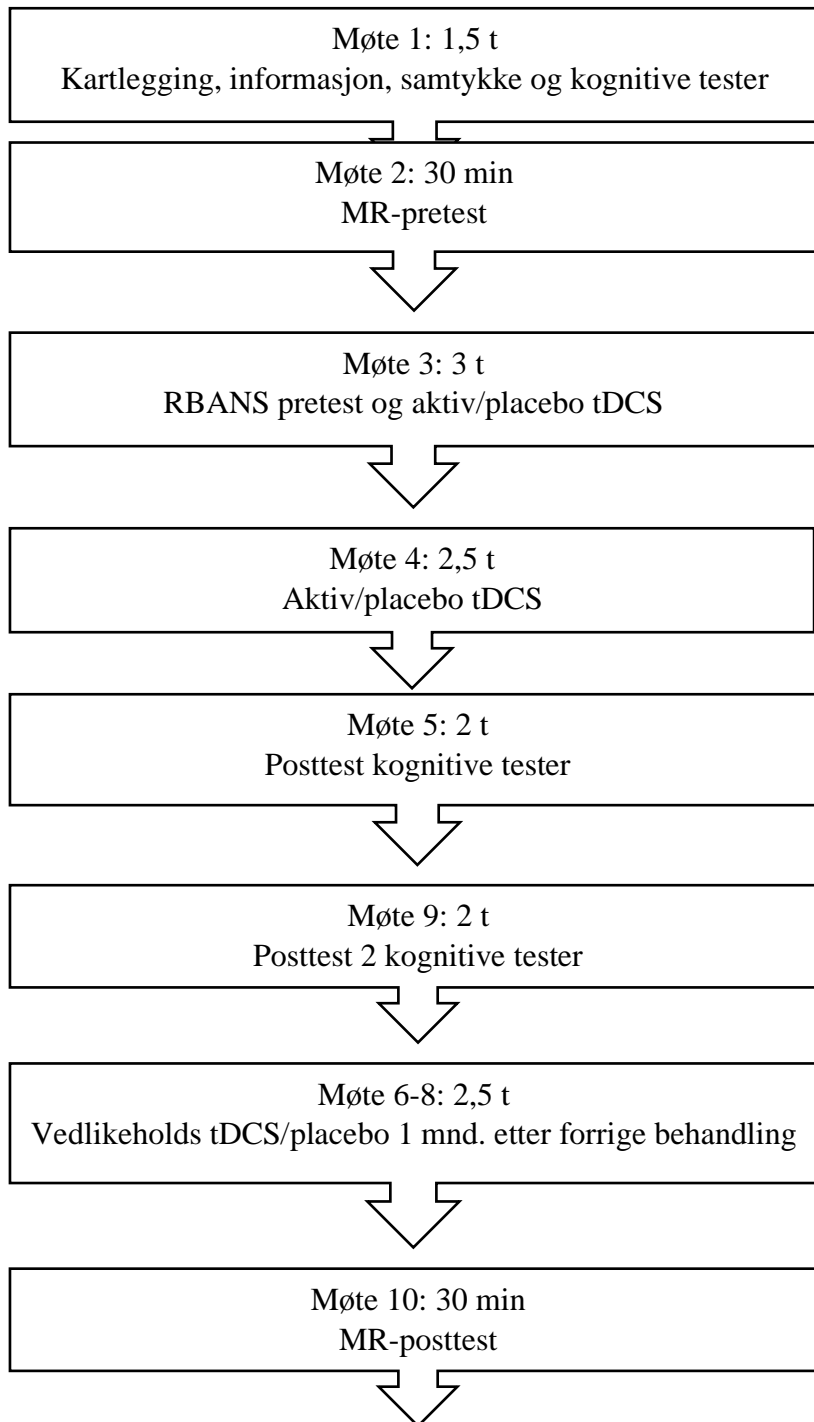 Møte 1: 1,5 t
Kartlegging, informasjon, samtykke og kognitive tester
Møte 2: 30 min
MR-pretest
Møte 3: 3 t
RBANS pretest og aktiv/placebo tDCS
Møte 4: 2,5 t
Aktiv/placebo tDCS
Møte 5: 2 t
Posttest kognitive tester
Møte 9: 2 t
Posttest 2 kognitive tester
Møte 6-8: 2,5 t
Vedlikeholds tDCS/placebo 1 mnd. etter forrige behandling
Møte 10: 30 min
MR-posttest